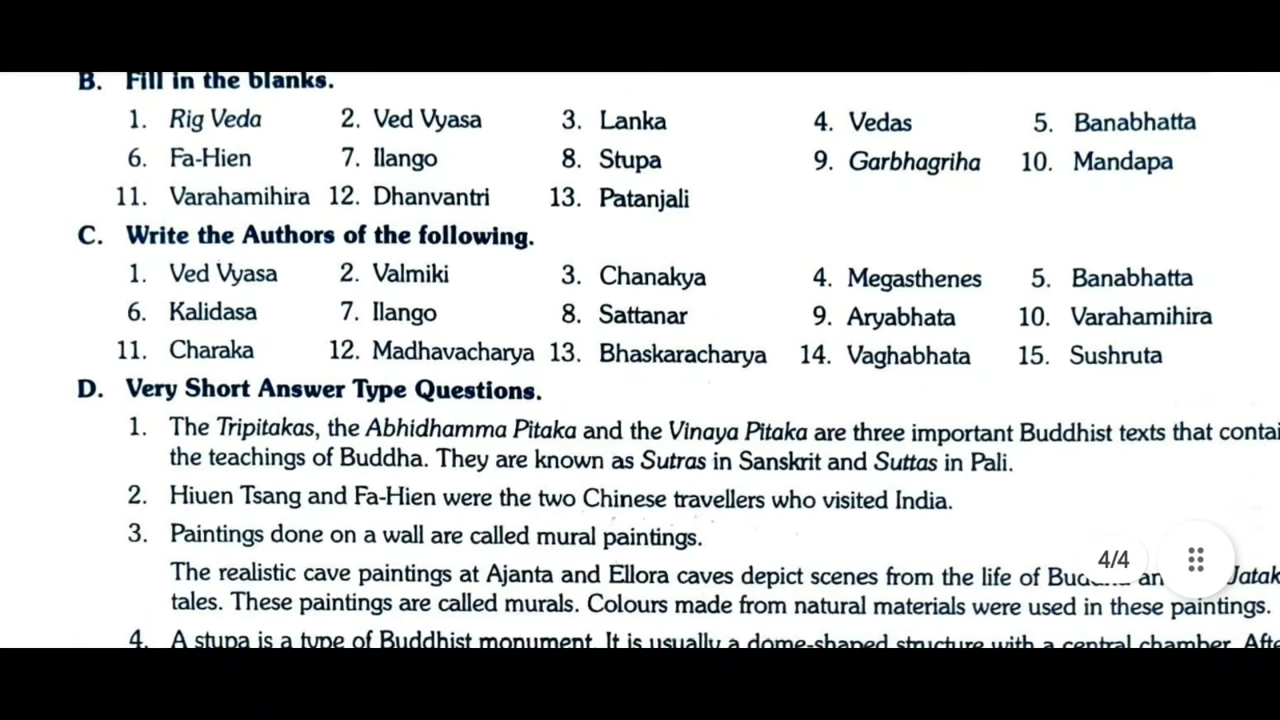 B. Fill in the blanks.
1. Rig Veda 2. Ved Vyasa 3. Lanka 4. Vedas 5. Banabhatta
6. Fa-Hien 7. Ilango 8. Stupa 9. Garbhagriha 10. Mandapa
11. Varahamihira 12. Dhanvantri 13. Patanjali
C. Write the Authors of the following.
1. Ved Vyasa 2. Valmiki 3. Chanakya 4. Megasthenes 5. Banabhatta
6. Kalidasa 7. Ilango 8. Sattanar 9. Aryabhata 10. Varahamihira
11. Charaka 12. Madhavacharya 13. Bhaskaracharya 14. Vaghabhata 15. Sushruta
D. Very Short Answer Type Questions.
1. The Tripitakas, the Abhidhamma Pitaka and the Vinaya Pitaka are three important Buddhist texts that contai
the teachings of Buddha. They are known as Sutras in Sanskrit and Suttas in Pali.
2. Hiuen Tsang and Fa-Hien were the two Chinese travellers who visited India.
3. Paintings done on a wall are called mural paintings.
4/4
The realistic cave paintings at Ajanta and Ellora caves depict scenes from the life of Jatak
tales. These paintings are called murals. Colours made from natural materials were used in these paintings.
4. A stupa is a type of Buddhist monument. It is usually a dome-shaped structure with a central chamber. Afte